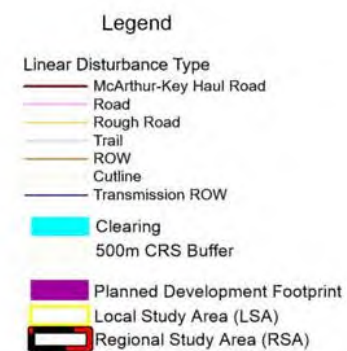 Legend
Linear Disturbance Type
McArthur-Key Haul Road
Road
Rough Road
Trail
ROW
Cutline
Transmission ROW
Clearing
500m CRS Buffer
Planned Development Footprint
Local Study Area (LSA)
Regional Study Area (RSA)